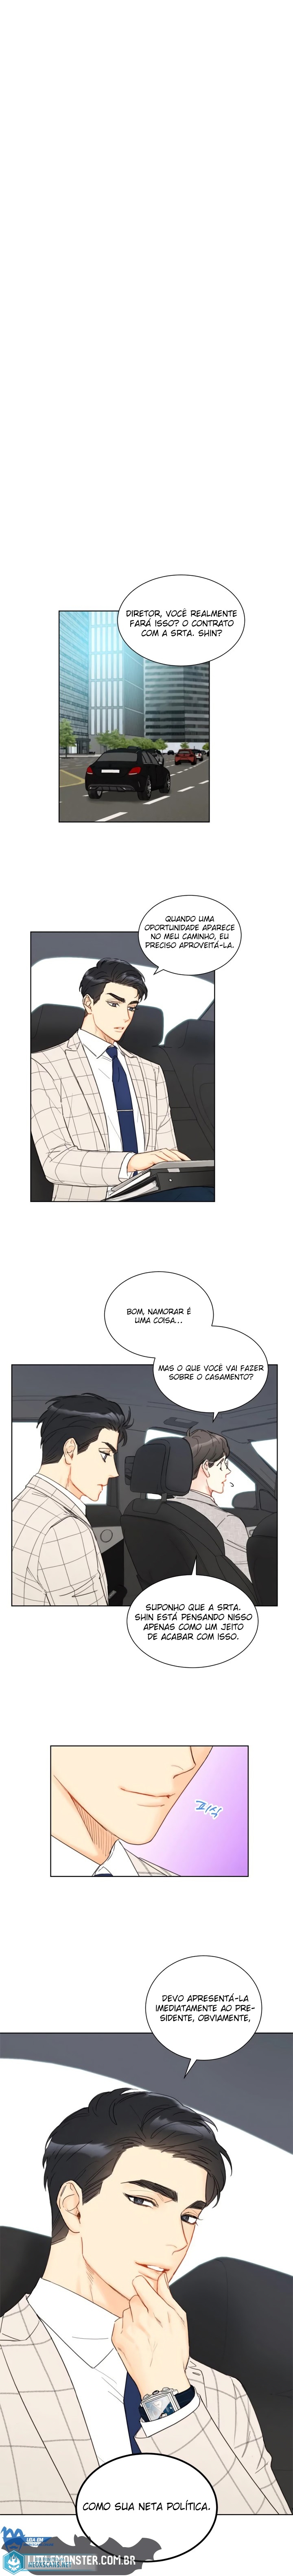 DIRETOR, VOCÊ REALMENTE
FARÁ ISSO? O CONTRATO
COM A SRTA. SHIN?
QUANDO UMA
OPORTUNIDADE APARECE
NO MEU CAMINHO, EU
PRECISO APROVEITÁ-LA.
BOM, NAMORAR É
UMA COISA...
MAS O QUE VOCÊ VAI FAZER
SOBRE O CASAMENTO?
SUPONHO QUE A SRTA.
SHIN ESTÁ PENSANDO NISSO
APENAS COMO UM JEITO
DE ACABAR COM ISSO.
피식
DEVO APRESENTÁ-LA
IMEDIATAMENTE AO PRE-
SIDENTE, OBVIAMENTE,
COMO SUA NETA POLÍTICA.
LITTLEMONSTER.COM.BR